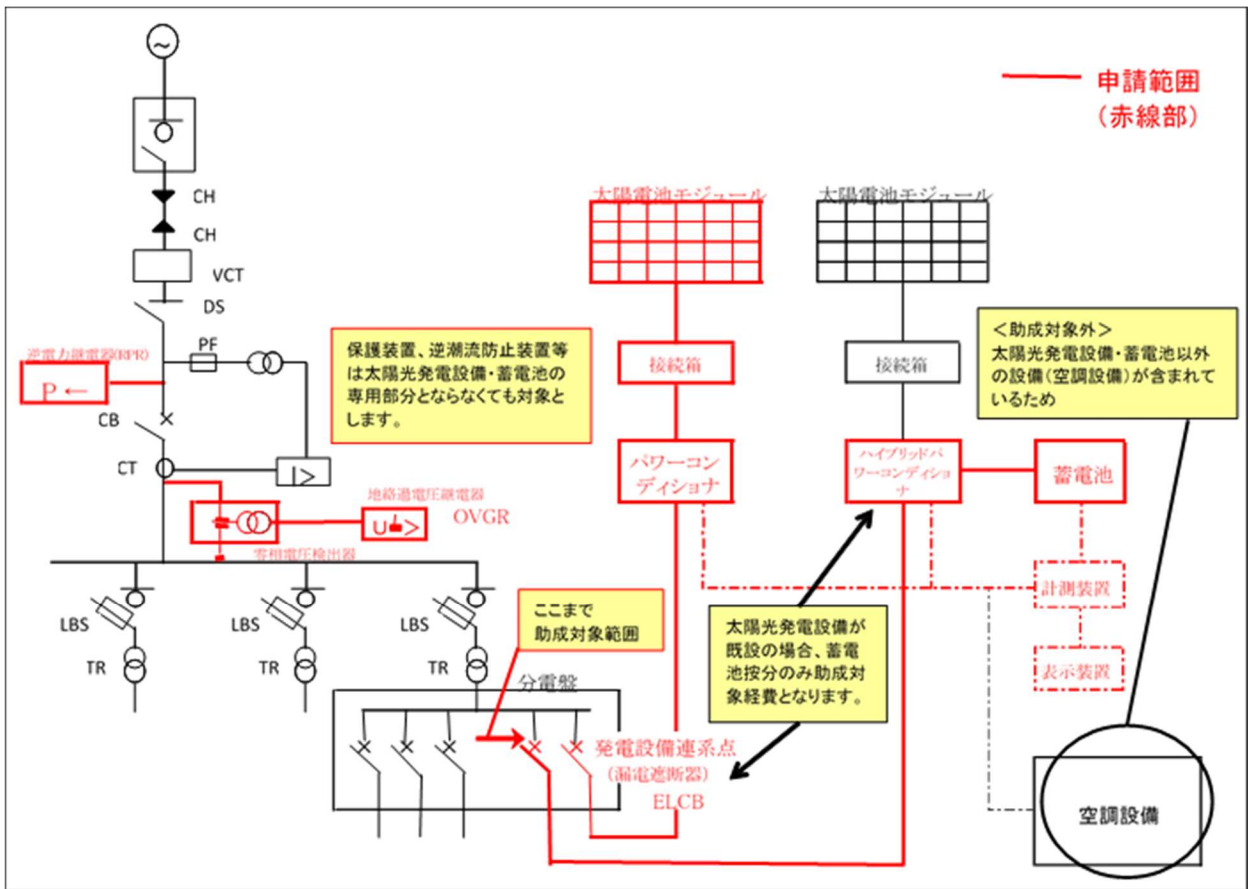 申請範囲
(赤線部)
CH
CH
VCT
DS
PF
逆電力継電器(RPR)
P ←
CB
CT
I>
地絡過電圧継電器
OVGR
U >
零相電圧検出器
LBS
LBS
LBS
TR
TR
TR
保護装置、逆潮流防止装置等
は太陽光発電設備・蓄電池の
専用部分とならなくても対象と
します。
太陽電池モジュール
太陽電池モジュール
接続箱
接続箱
パワーコン
ディショナ
ハイブリッドパ
ワーコンディショ
ナ
蓄電池
計測装置
表示装置
<助成対象外>
太陽光発電設備・蓄電池以外
の設備(空調設備)が含まれて
いるため
ここまで
助成対象範囲
太陽光発電設備が
既設の場合、蓄電
池按分のみ助成対
象経費となります。
分電盤
発電設備連系点
(漏電遮断器)
ELCB
空調設備